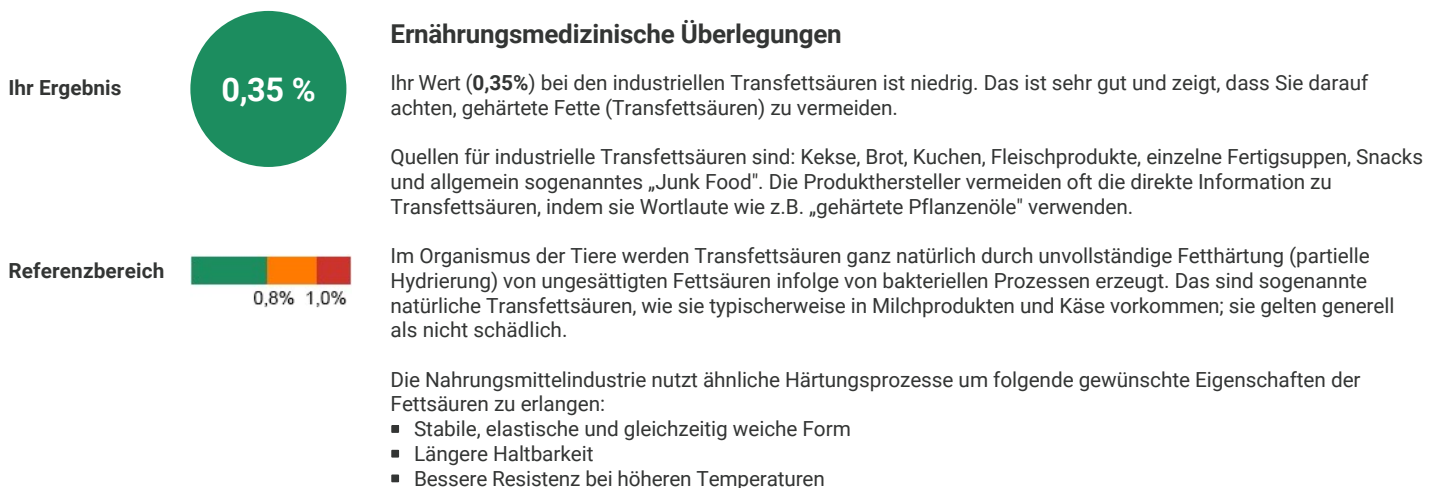 Ernährungsmedizinische Überlegungen
Ihr Ergebnis
0,35 %
Ihr Wert (0,35%) bei den industriellen Transfettsäuren ist niedrig. Das ist sehr gut und zeigt, dass Sie darauf
achten, gehärtete Fette (Transfettsäuren) zu vermeiden.
Quellen für industrielle Transfettsäuren sind: Kekse, Brot, Kuchen, Fleischprodukte, einzelne Fertigsuppen, Snacks
und allgemein sogenanntes „Junk Food". Die Produkthersteller vermeiden oft die direkte Information zu
Transfettsäuren, indem sie Wortlaute wie z.B. „gehärtete Pflanzenöle" verwenden.
Referenzbereich
0,8% 1,0%
Im Organismus der Tiere werden Transfettsäuren ganz natürlich durch unvollständige Fetthärtung (partielle
Hydrierung) von ungesättigten Fettsäuren infolge von bakteriellen Prozessen erzeugt. Das sind sogenannte
natürliche Transfettsäuren, wie sie typischerweise in Milchprodukten und Käse vorkommen; sie gelten generell
als nicht schädlich.
Die Nahrungsmittelindustrie nutzt ähnliche Härtungsprozesse um folgende gewünschte Eigenschaften der
Fettsäuren zu erlangen:
▪ Stabile, elastische und gleichzeitig weiche Form
▪ Längere Haltbarkeit
▪ Bessere Resistenz bei höheren Temperaturen